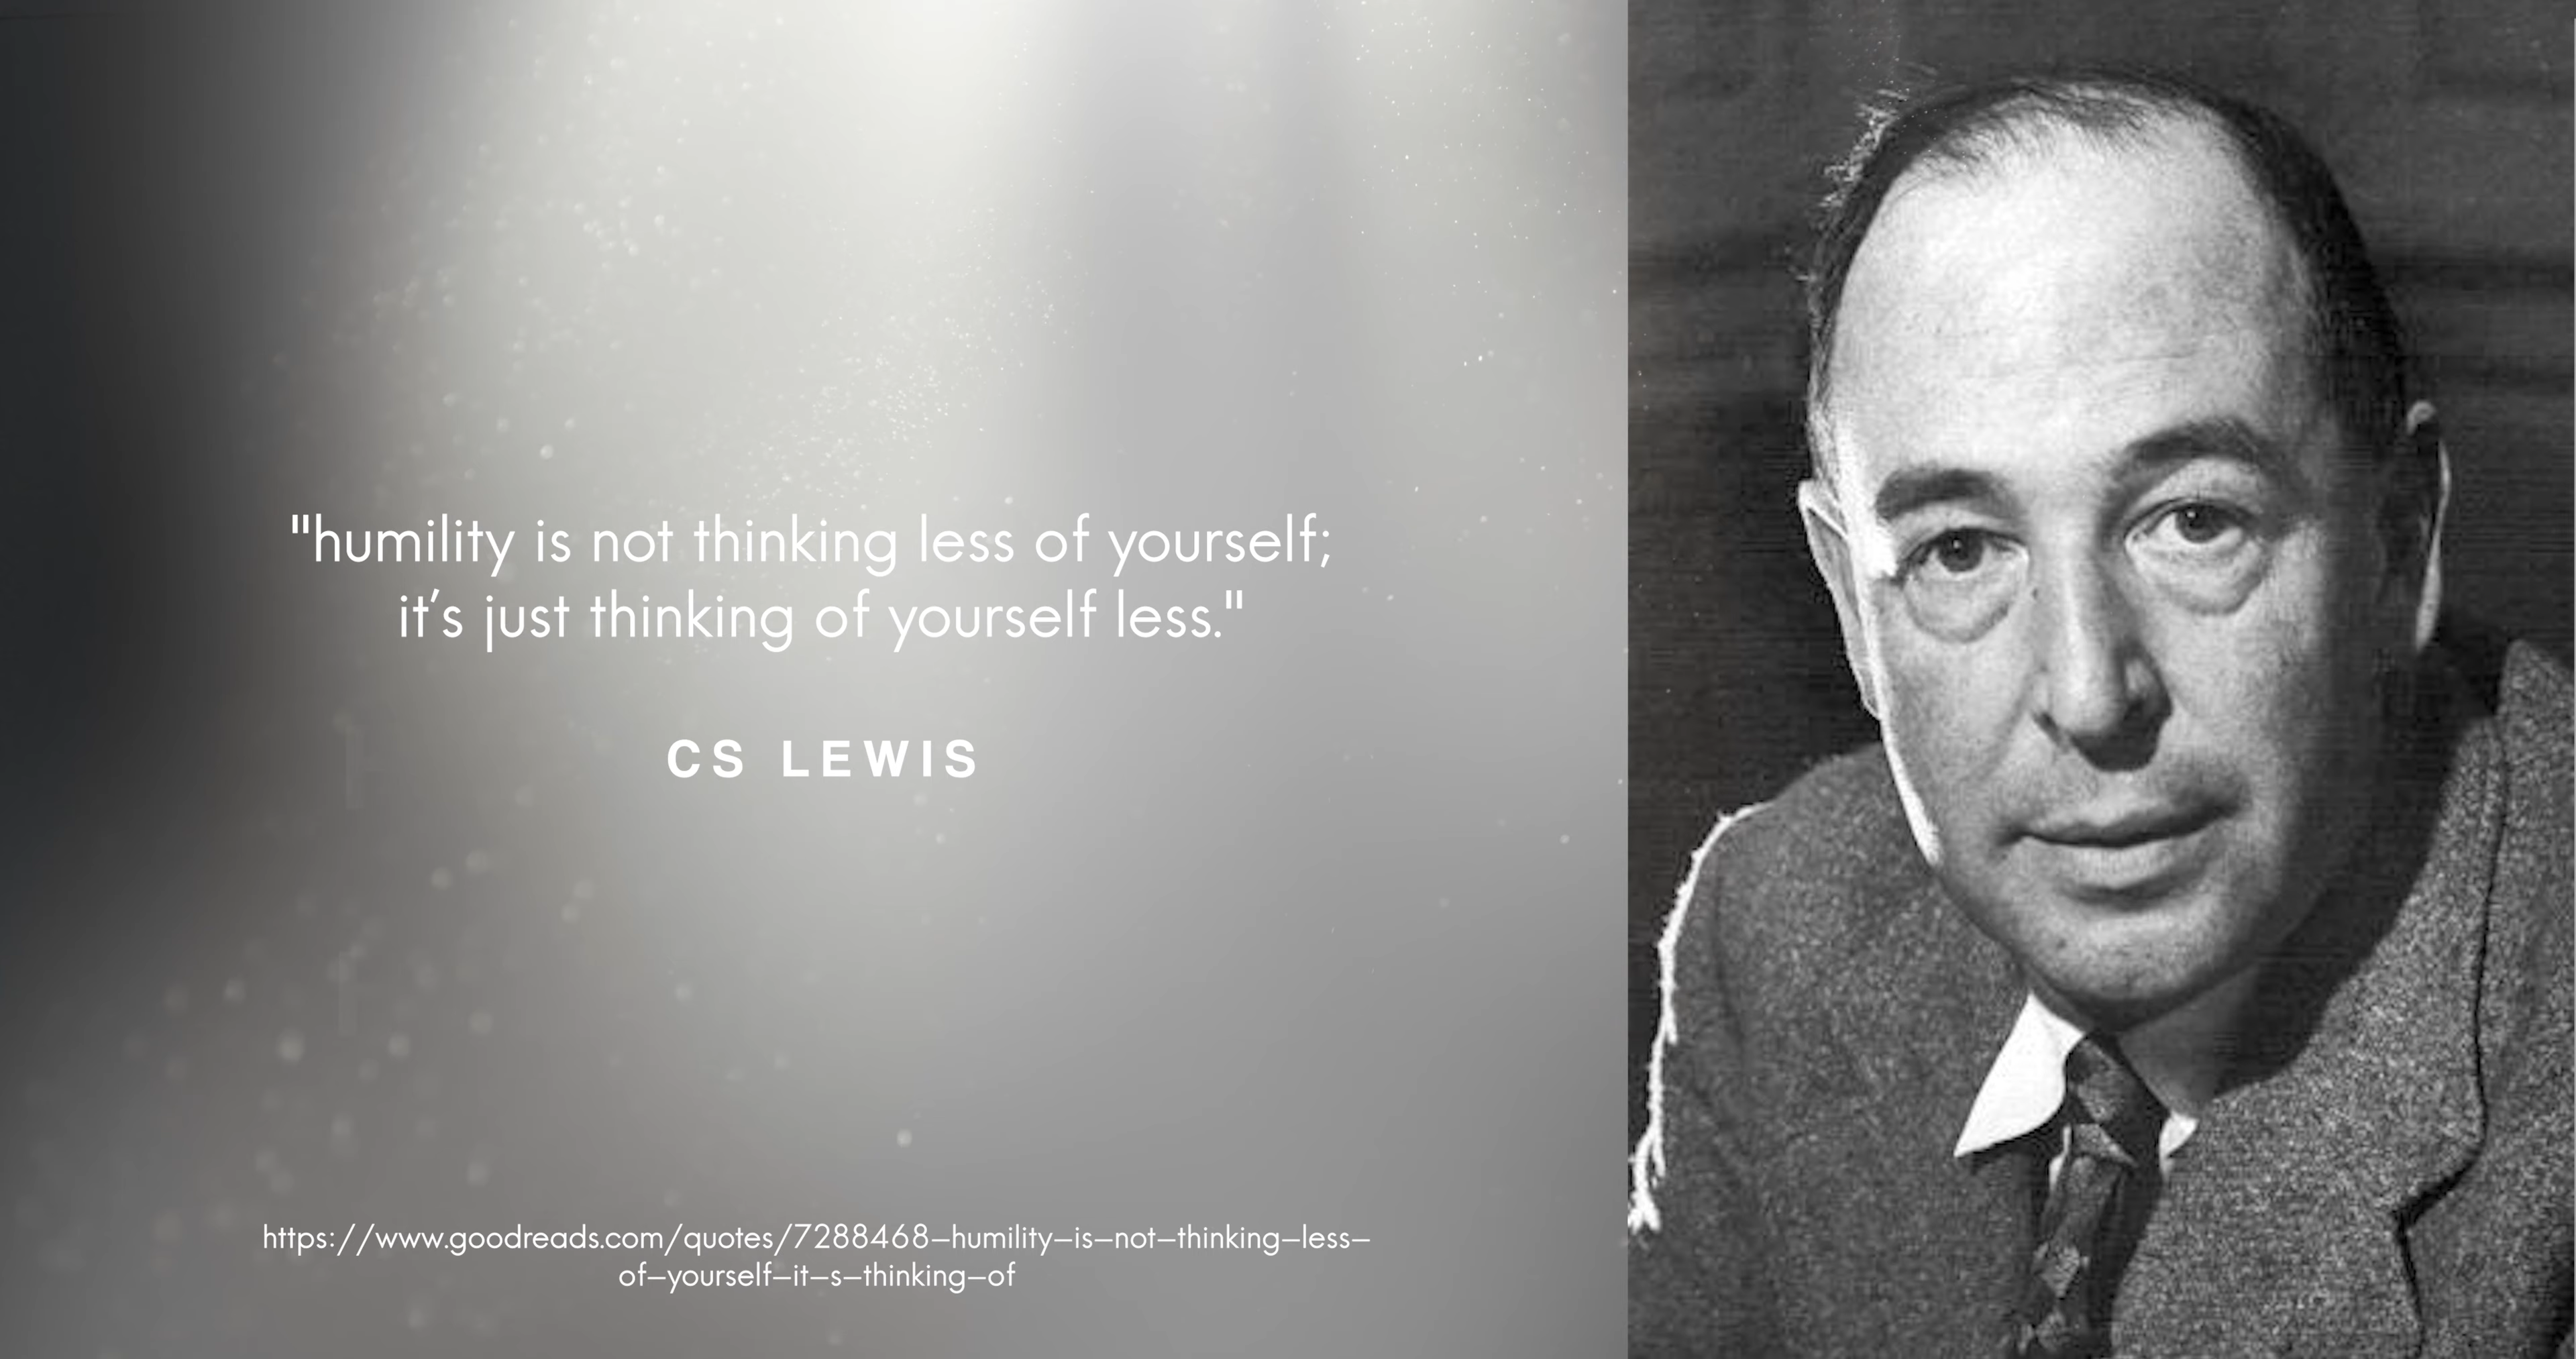 "humility is not thinking less of yourself;
it’s just thinking of yourself less."
CS LEWIS
https://www.goodreads.com/quotes/7288468–humility–is–not–thinking–less–
of–yourself–it–s–thinking–of